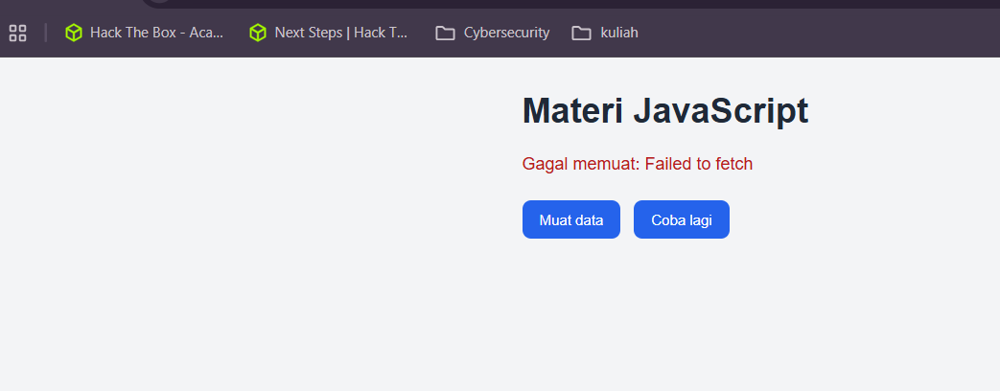 Hack The Box - Aca... Next Steps | Hack T... Cybersecurity kuliah
Materi JavaScript
Gagal memuat: Failed to fetch
Muat data Coba lagi